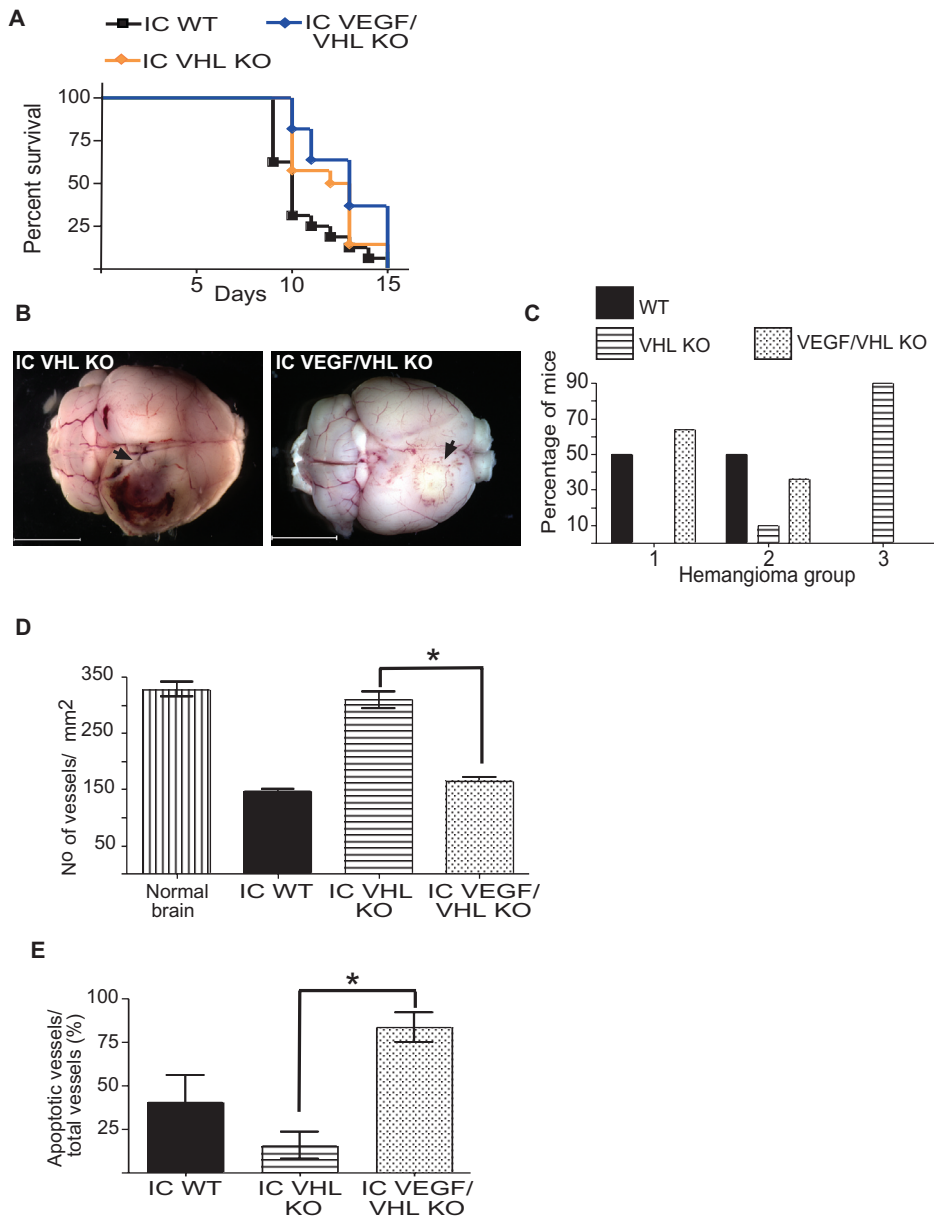 A
IC WT
IC VEGF/
VHL KO
IC VHL KO
100
75
50
25
Percent survival
5
10
15
Days
B
IC VHL KO
IC VEGF/VHL KO
C
WT
VHL KO
VEGF/VHL KO
90
70
50
30
10
Percentage of mice
1
2
3
Hemangioma group
D
*
350
250
150
50
No of vessels/ mm2
Normal
brain
IC WT
IC VHL
KO
IC VEGF/
VHL KO
E
*
100
75
50
25
Apoptotic vessels/
total vessels (%)
IC WT
IC VHL
KO
IC VEGF/
VHL KO